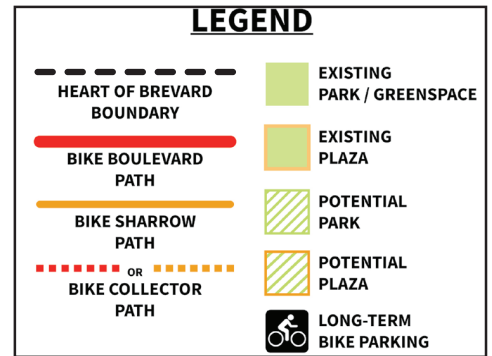 LEGEND
HEART OF BREVARD
BOUNDARY
BIKE BOULEVARD
PATH
BIKE SHARROW
PATH
OR
BIKE COLLECTOR
PATH
EXISTING
PARK / GREENSPACE
EXISTING
PLAZA
POTENTIAL
PARK
POTENTIAL
PLAZA
LONG-TERM
BIKE PARKING